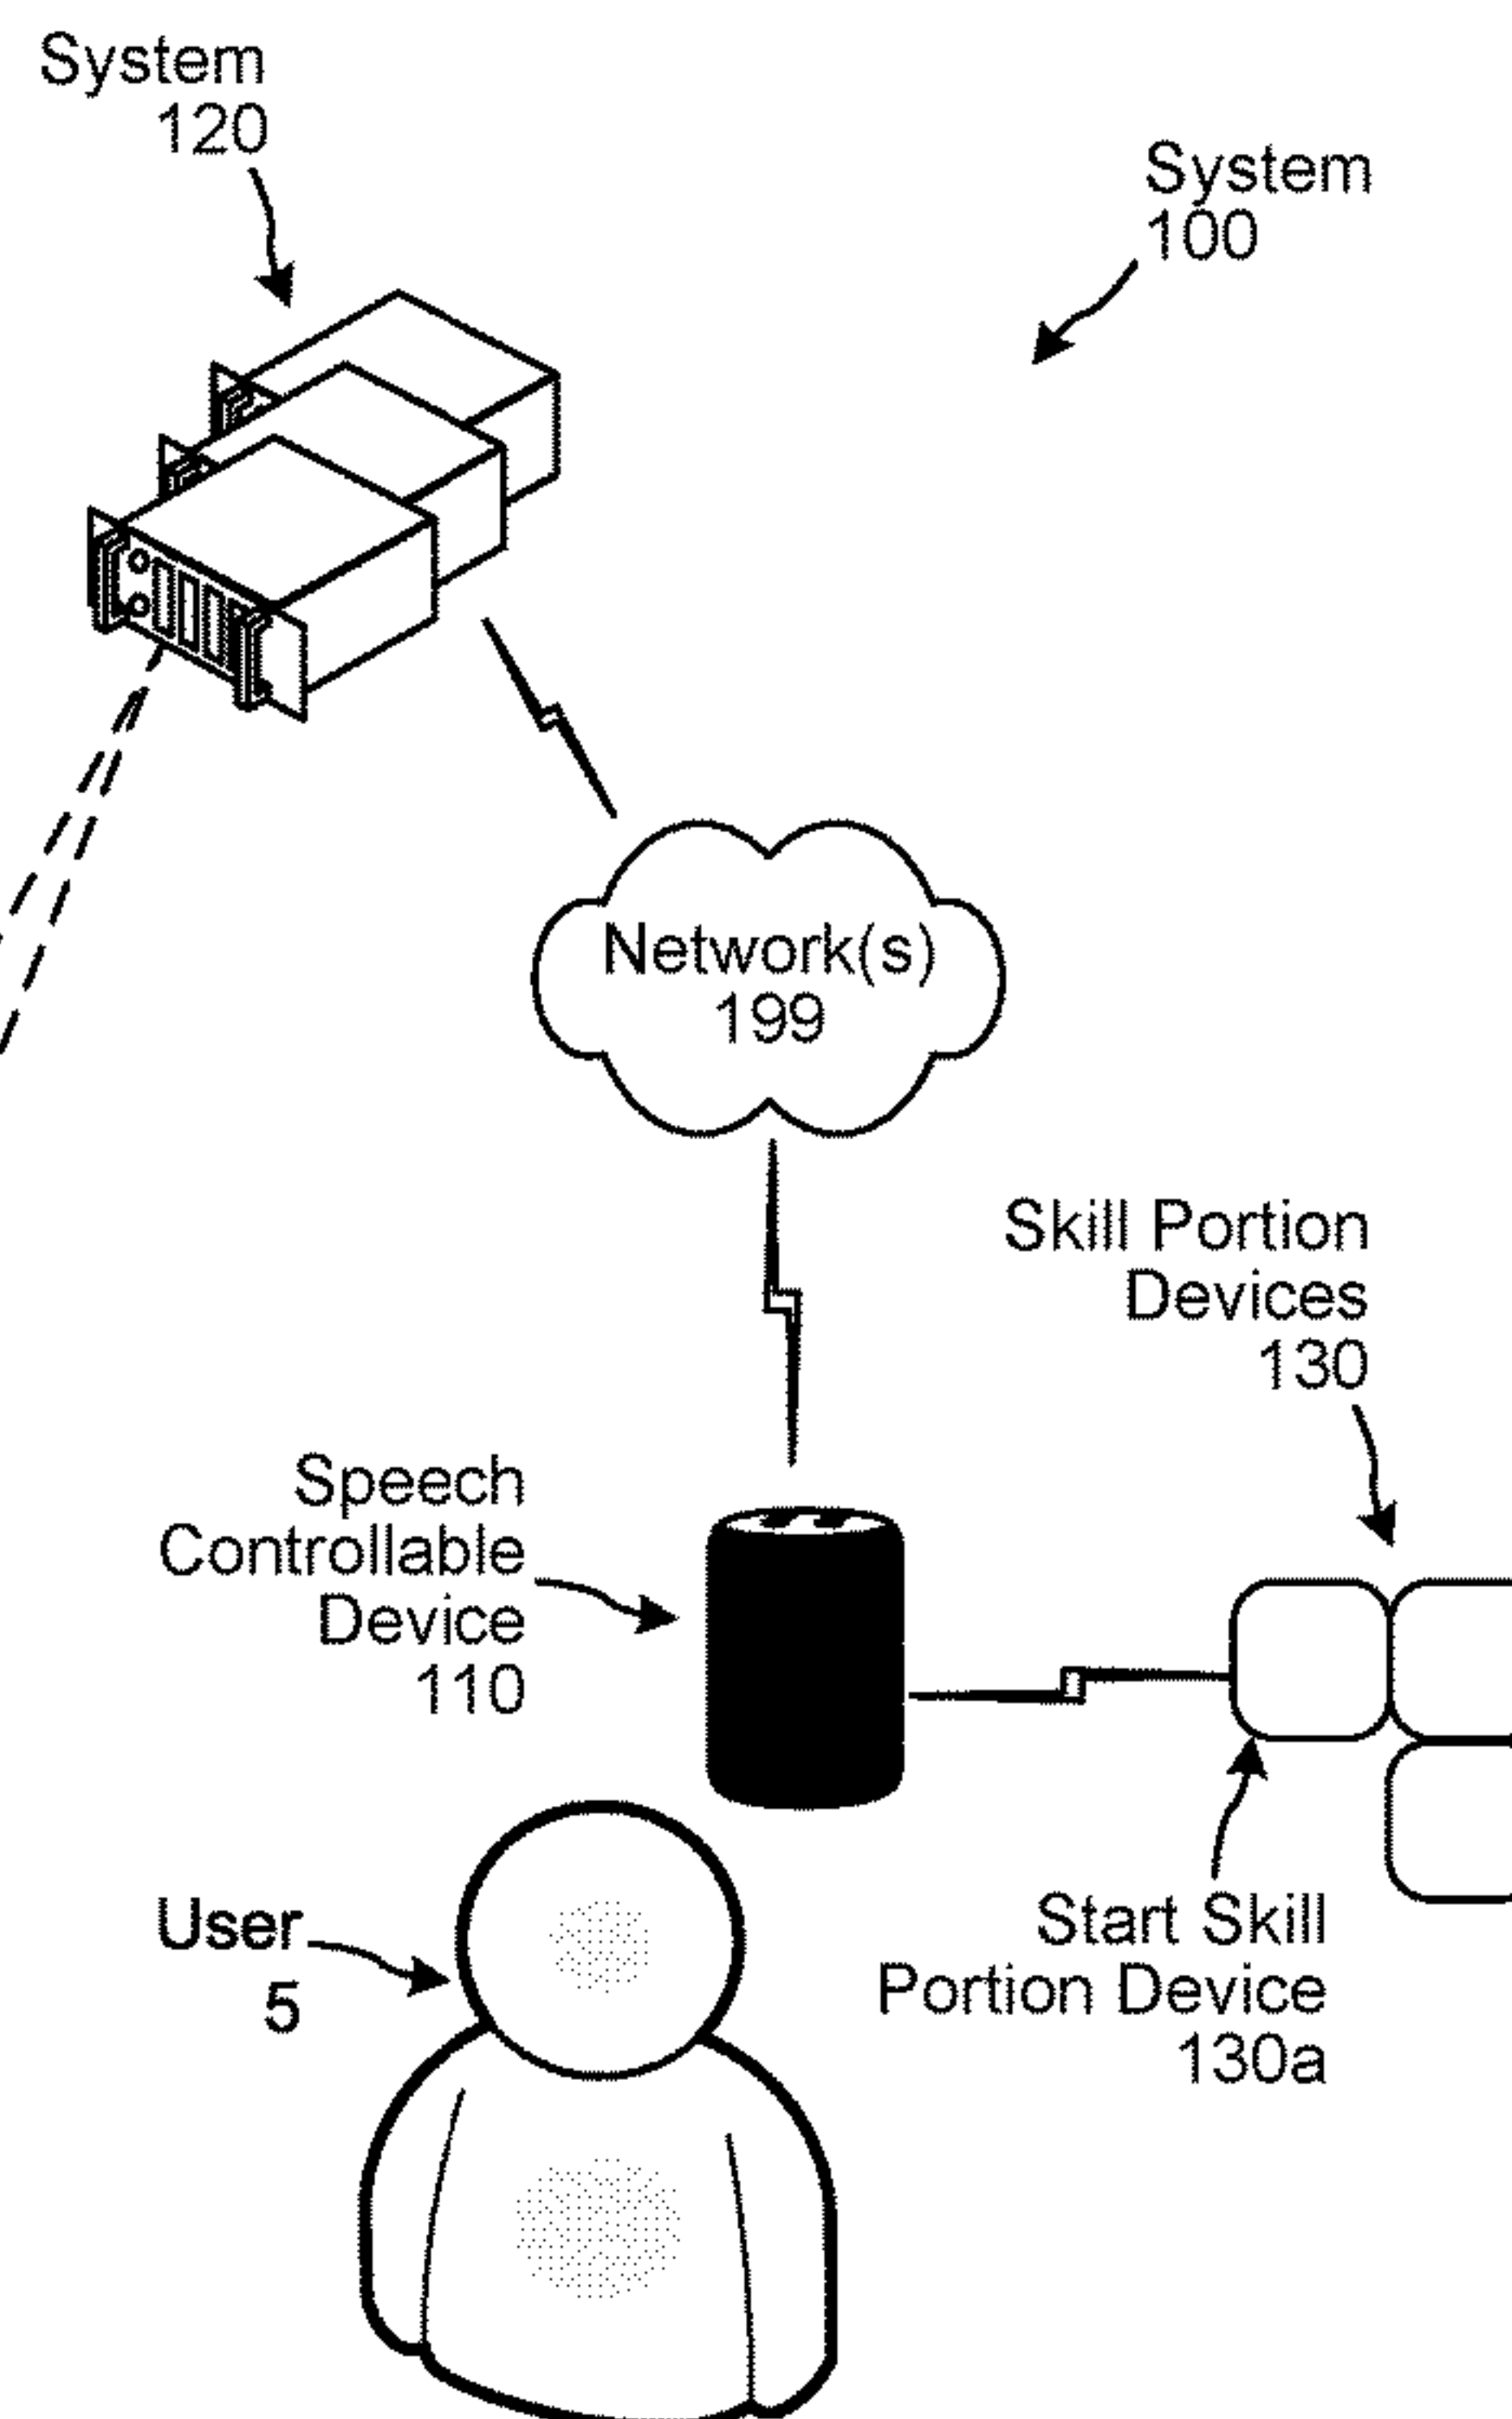 System
120
System
100
Network(s)
199
Skill Portion
Devices
130
Speech
Controllable
Device
110
User
5
Start Skill
Portion Device
130a